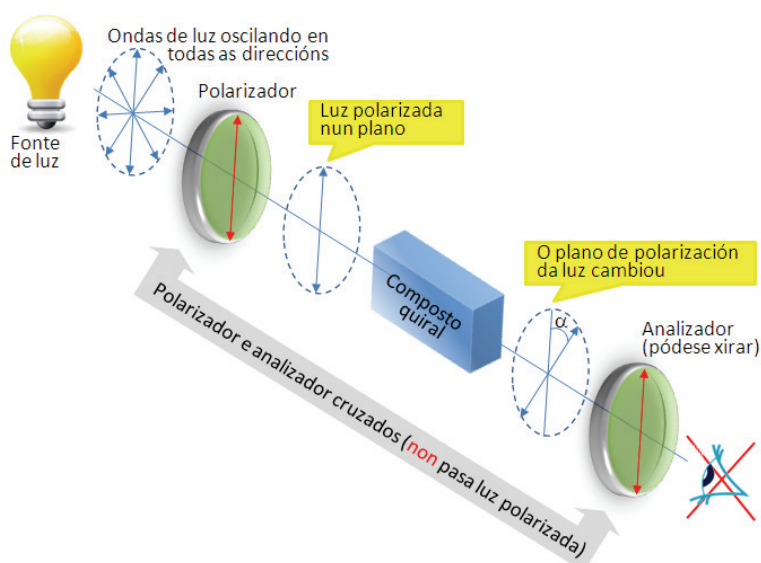 Ondas de luz oscilando en
todas as direccións
Fonte
de luz
Polarizador
Luz polarizada
nun plano
Composto
quiral
O plano de polarización
da luz cambiou
α
Analizador
(pódese xirar)
Polarizador e analizador cruzados (non pasa luz polarizada)